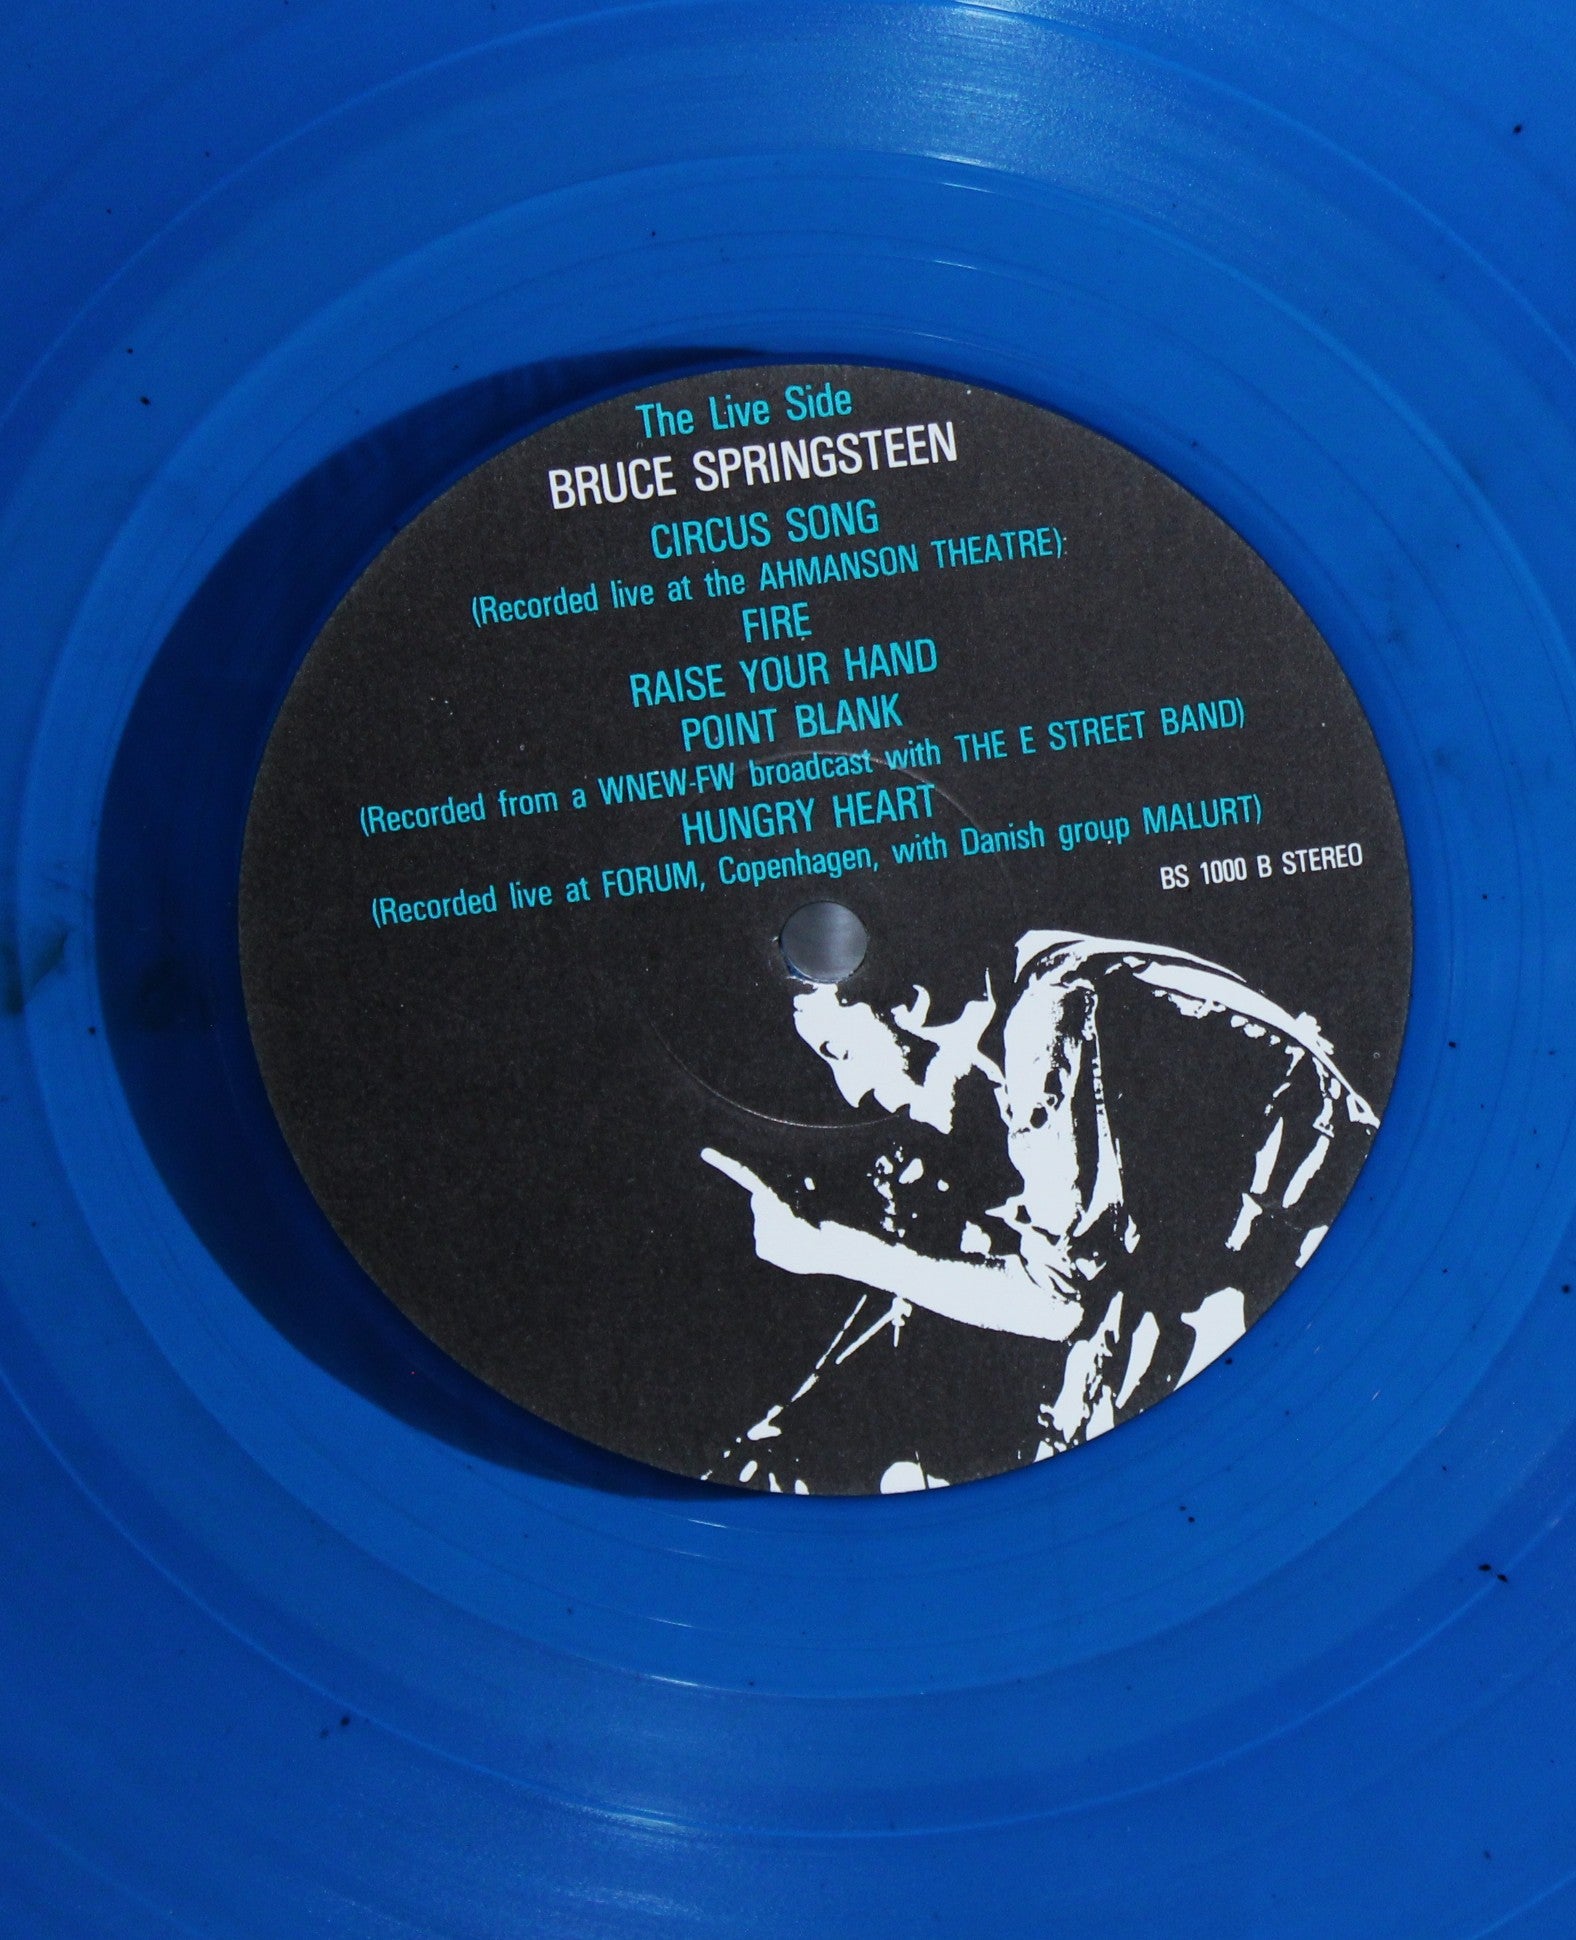 The Live Side
BRUCE SPRINGSTEEN
CIRCUS SONG
(Recorded live at the AHMANSON THEATRE):
FIRE
RAISE YOUR HAND
POINT BLANK
(Recorded from a WNEW-FW broadcast with THE E STREET BAND)
HUNGRY HEART
(Recorded live at FORUM, Copenhagen, with Danish group MALURT)
BS 1000 B STEREO